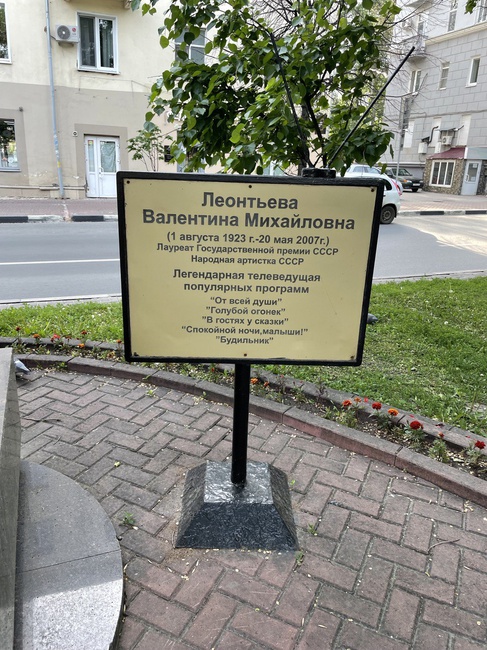 Леонтьева
Валентина Михайловна
(1 августа 1923 г.-20 мая 2007г.)
Лауреат Государственной премии СССР
Народная артистка СССР
Легендарная телеведущая
популярных программ
"От всей души"
"Голубой огонек"
"В гостях у сказки"
"Спокойной ночи,малыши!"
"Будильник"